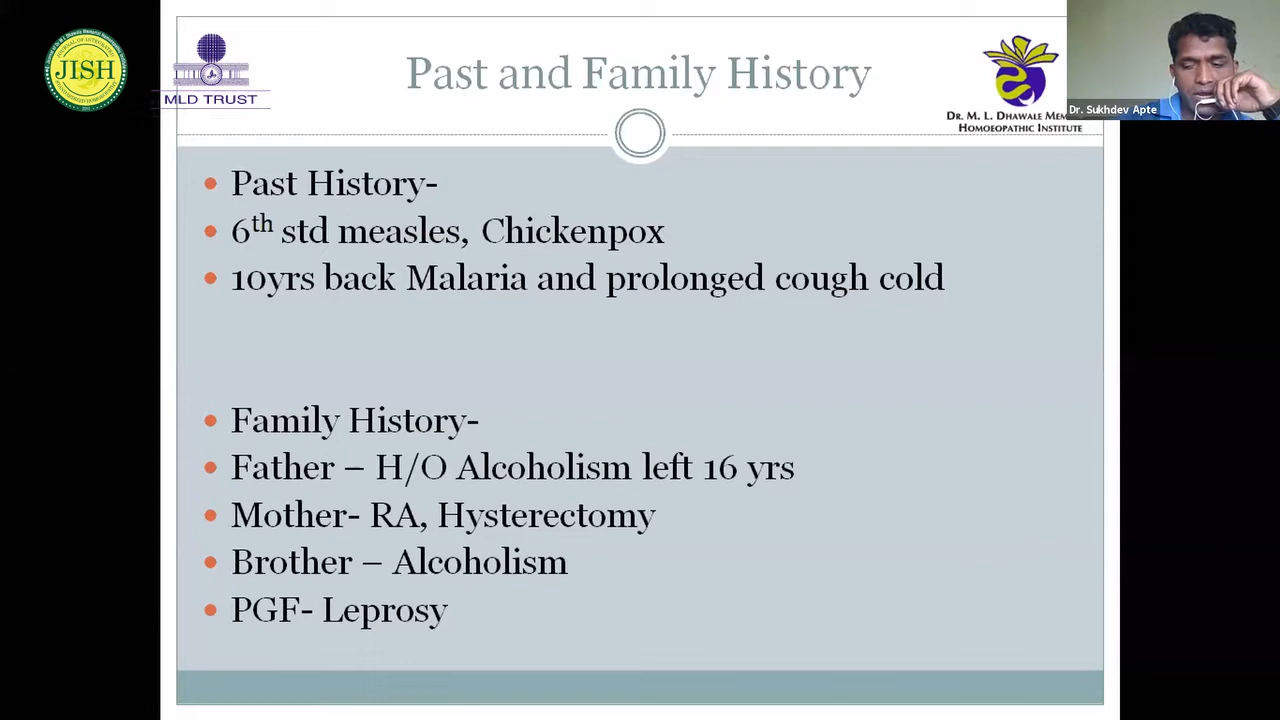 Past and Family History
JISH
MLD TRUST
DR. M. L. DHAWALE
HOMOEOPATHIC INSTITUTE
Dr. Sukhdev Apte
Past History-
6th std measles, Chickenpox
10yrs back Malaria and prolonged cough cold
Family History-
Father – H/O Alcoholism left 16 yrs
Mother- RA, Hysterectomy
Brother – Alcoholism
PGF- Leprosy